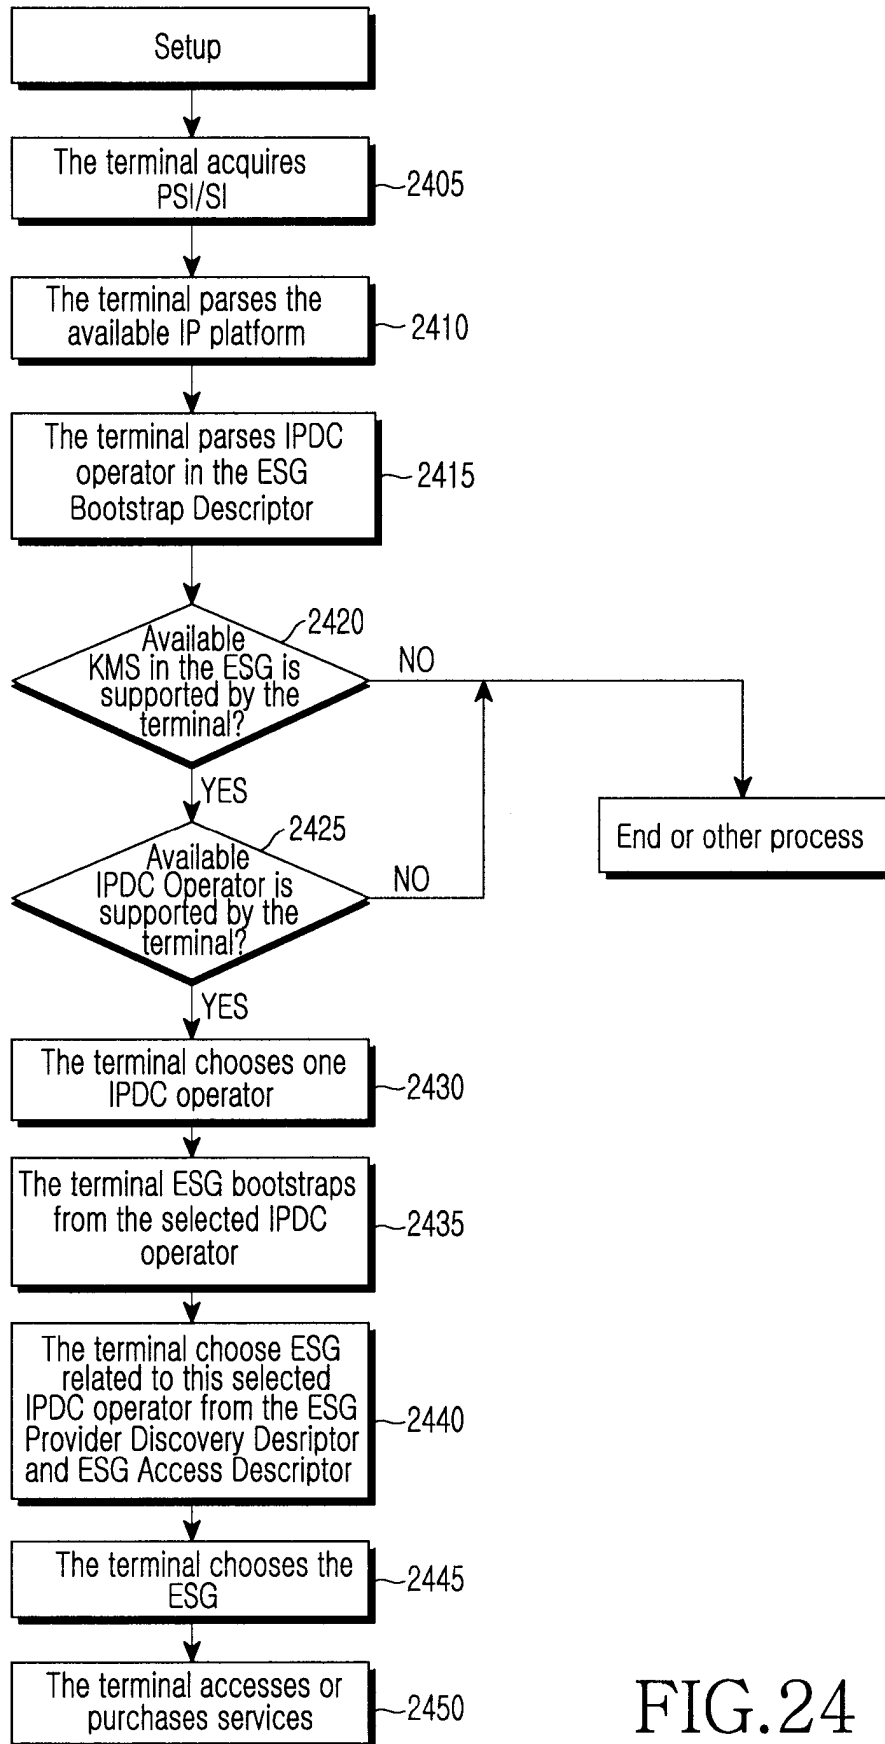 Setup
The terminal acquires
PSI/SI
2405
The terminal parses the
available IP platform
2410
The terminal parses IPDC
operator in the ESG
Bootstrap Descriptor
2415
2420
Available
KMS in the ESG is
supported by the
terminal?
NO
YES
2425
Available
IPDC Operator is
supported by the
terminal?
NO
End or other process
YES
The terminal chooses one
IPDC operator
2430
The terminal ESG bootstraps
from the selected IPDC
operator
2435
The terminal choose ESG
related to this selected
IPDC operator from the ESG
Provider Discovery Desriptor
and ESG Access Descriptor
2440
The terminal chooses the
ESG
2445
The terminal accesses or
purchases services
2450
FIG.24